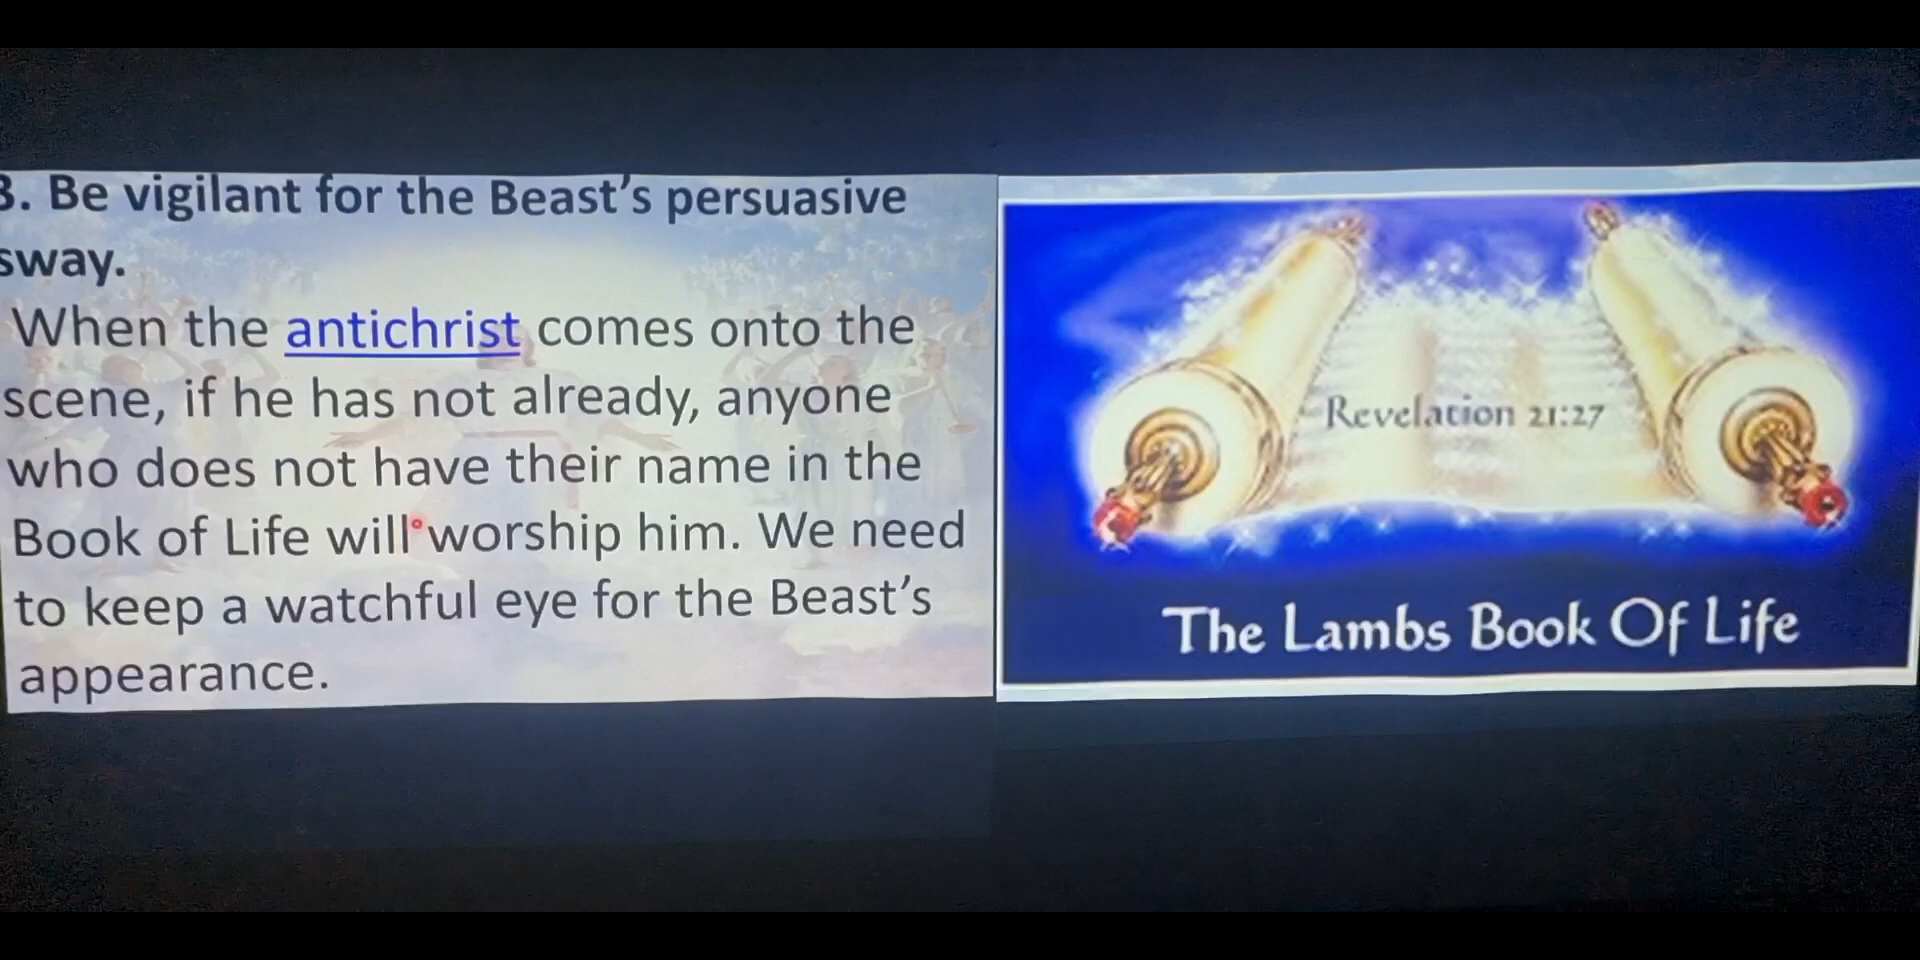 3. Be vigilant for the Beast's persuasive
sway.
When the antichrist comes onto the
scene, if he has not already, anyone
who does not have their name in the
Book of Life will worship him. We need
to keep a watchful eye for the Beast's
appearance.
Revelation 21:27
The Lambs Book Of Life